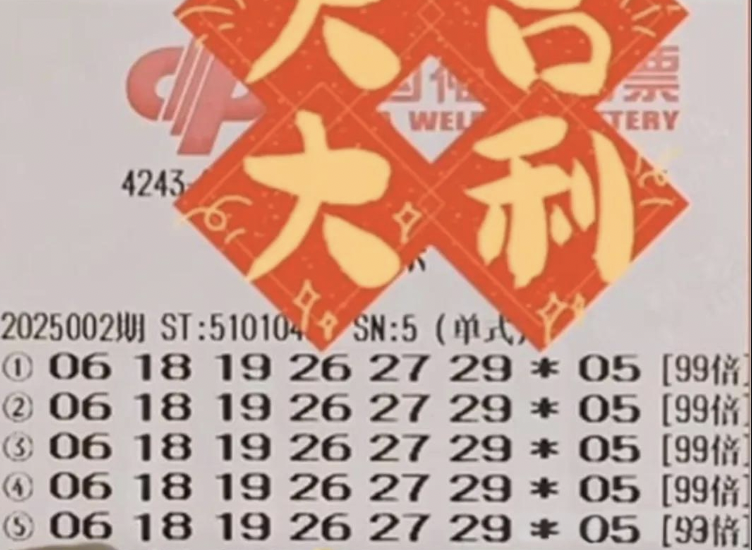 大吉
大利
票
WEL
TERY
4243-
2025002期 ST:510104 SN:5 (单式)
① 06 18 19 26 27 29 * 05 [99倍]
② 06 18 19 26 27 29 * 05 [99倍]
③ 06 18 19 26 27 29 * 05 [99倍]
④ 06 18 19 26 27 29 * 05 [99倍]
⑤ 06 18 19 26 27 29 * 05 [99倍]